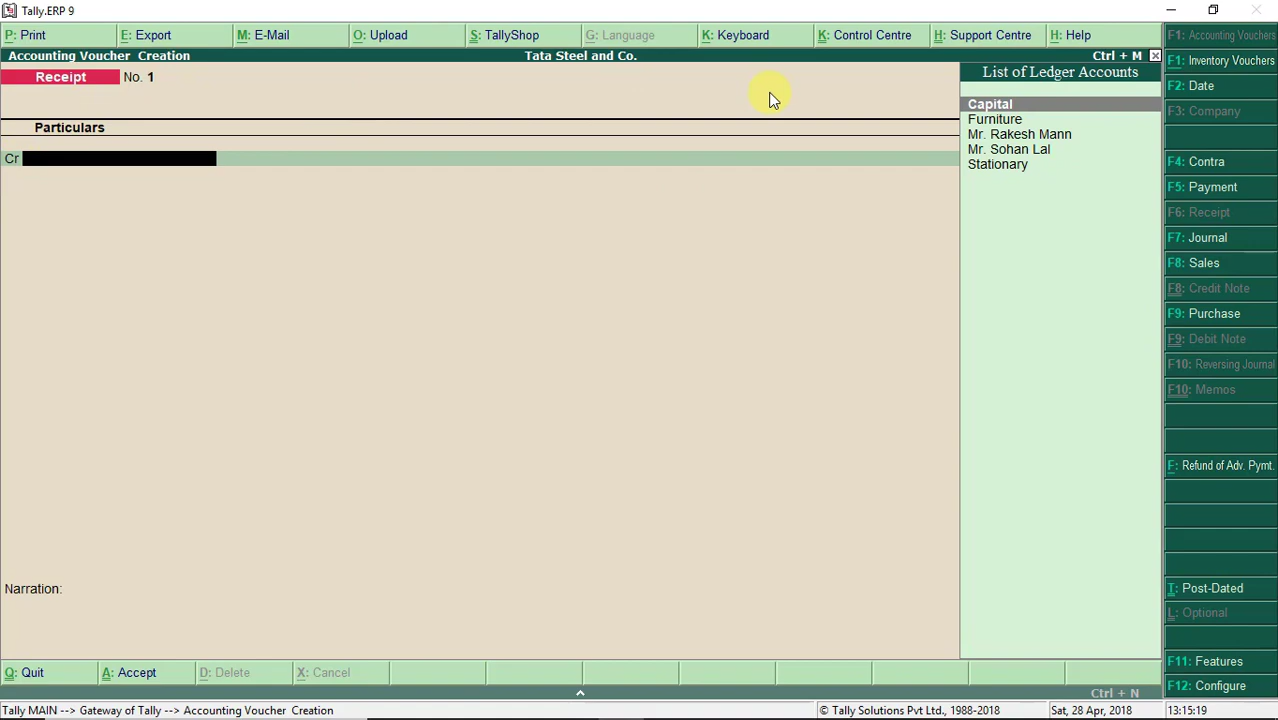 Tally.ERP 9
P: Print
E: Export
M: E-Mail
O: Upload
S: TallyShop
G: Language
K: Keyboard
K: Control Centre
H: Support Centre
H: Help
Accounting Voucher Creation
Tata Steel and Co.
Ctrl + M
Receipt No. 1
Particulars
Cr
List of Ledger Accounts
Capital
Furniture
Mr. Rakesh Mann
Mr. Sohan Lal
Stationary
F1: Accounting Vouchers
F1: Inventory Vouchers
F2: Date
F3: Company
F4: Contra
F5: Payment
F6: Receipt
F7: Journal
F8: Sales
F8: Credit Note
F9: Purchase
F9: Debit Note
F10: Reversing Journal
F10: Memos
F: Refund of Adv. Pymt.
T: Post-Dated
L: Optional
F11: Features
F12: Configure
Narration:
Q: Quit
A: Accept
D: Delete
X: Cancel
Ctrl + N
Tally MAIN --> Gateway of Tally --> Accounting Voucher Creation
© Tally Solutions Pvt Ltd., 1988-2018
Sat, 28 Apr, 2018
13:15:19